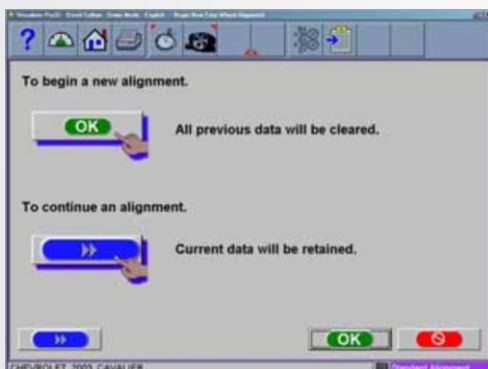 To begin a new alignment.
OK
All previous data will be cleared.
To continue an alignment.
Current data will be retained.
OK
CHEVROLET, 2003, CAVALIER